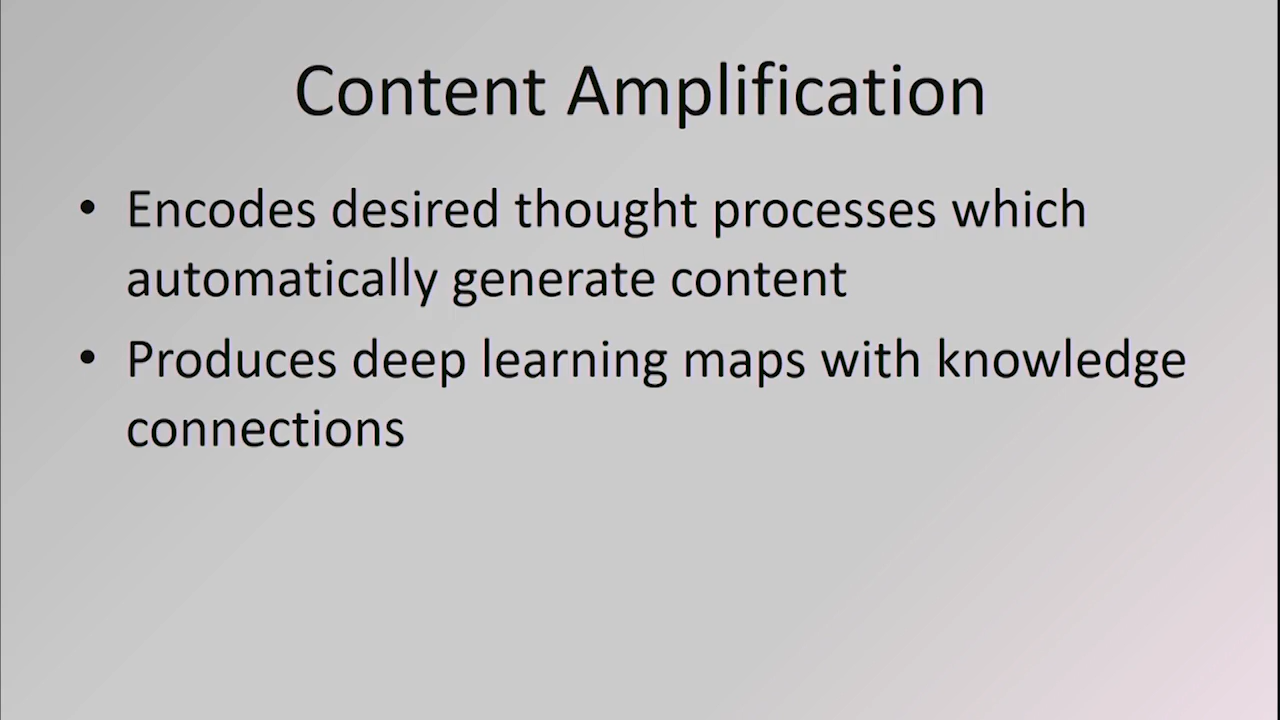 Content Amplification
• Encodes desired thought processes which
automatically generate content
• Produces deep learning maps with knowledge
connections